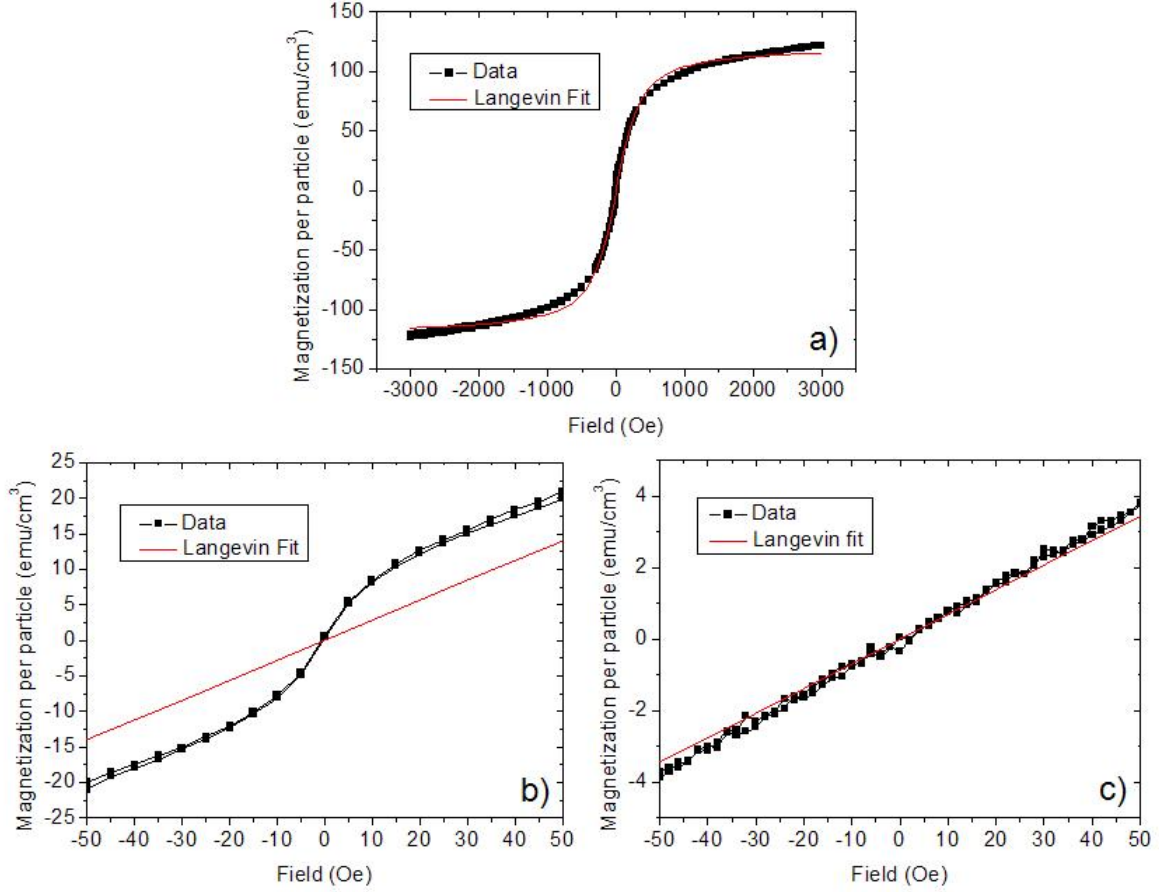 150
100
50
0
-50
-100
-150
Magnetization per particle (emu/cm³)
Data
Langevin Fit
a)
-3000 -2000 -1000 0 1000 2000 3000
Field (Oe)
25
20
15
10
5
0
-5
-10
-15
-20
-25
Magnetization per particle (emu/cm³)
Data
Langevin Fit
b)
-50 -40 -30 -20 -10 0 10 20 30 40 50
Field (Oe)
4
2
0
-2
-4
Magnetization per particle (emu/cm³)
Data
Langevin fit
c)
-50 -40 -30 -20 -10 0 10 20 30 40 50
Field (Oe)